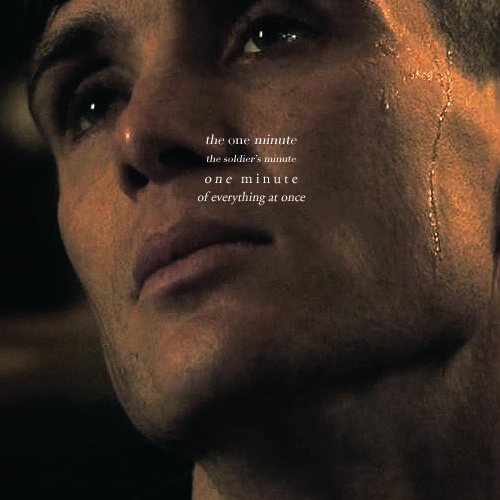 the one minute
the soldier's minute
one minute
of everything at once